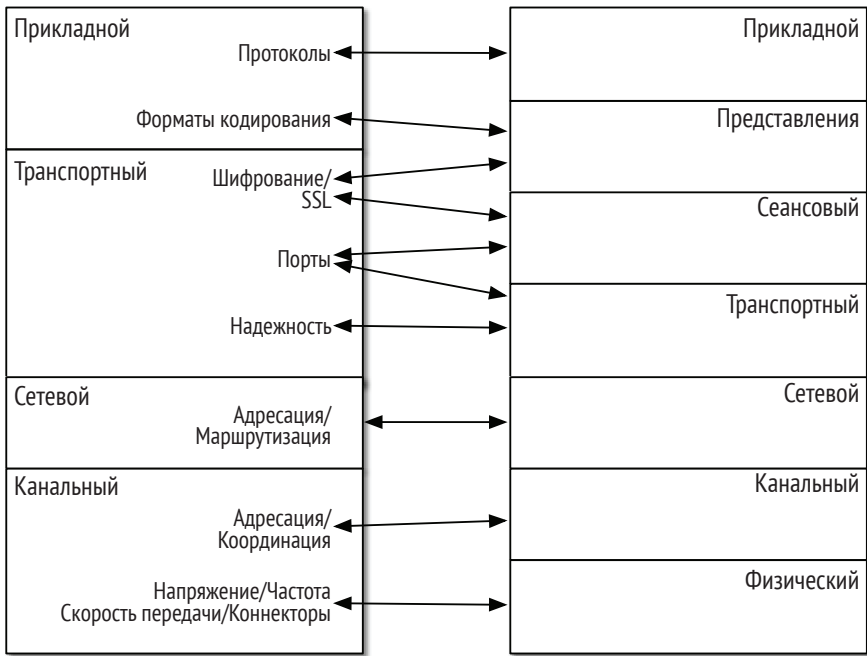 Прикладной
Протоколы
Форматы кодирования
Транспортный
Шифрование/
SSL
Порты
Надежность
Сетевой
Адресация/
Маршрутизация
Канальный
Адресация/
Координация
Напряжение/Частота
Скорость передачи/Коннекторы
Прикладной
Представления
Сеансовый
Транспортный
Сетевой
Канальный
Физический